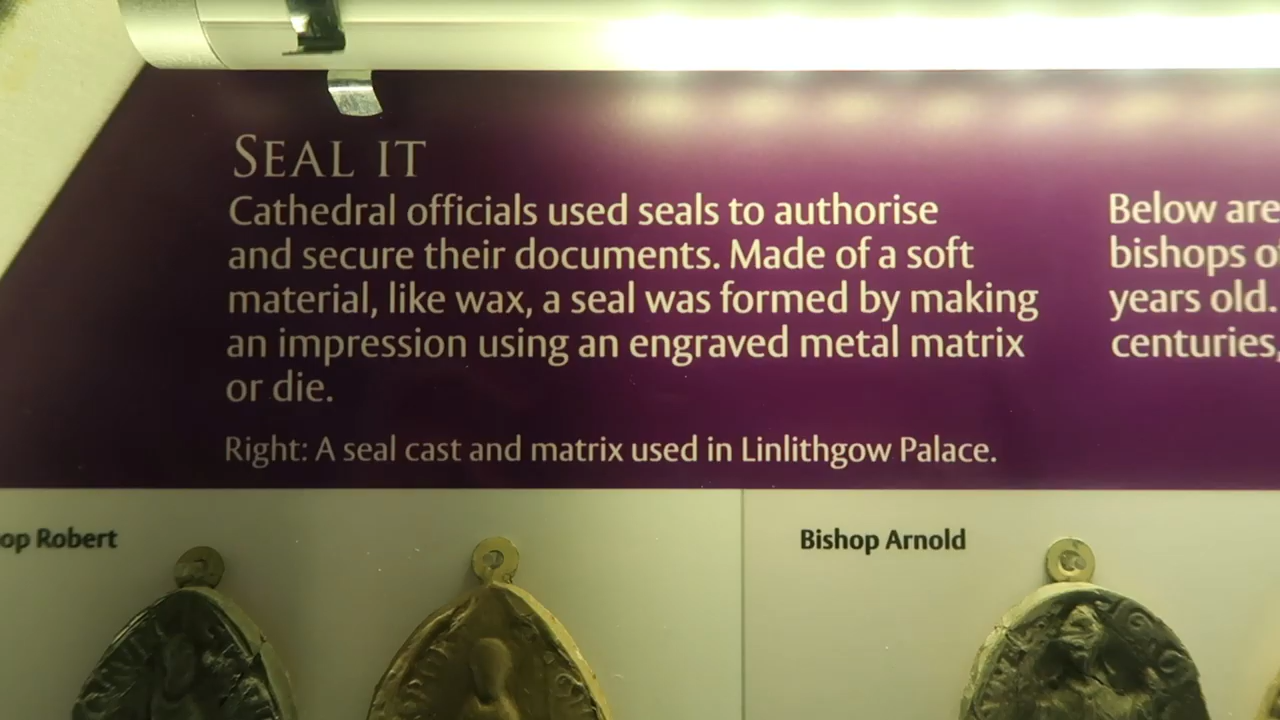 SEAL IT
Cathedral officials used seals to authorise
and secure their documents. Made of a soft
material, like wax, a seal was formed by making
an impression using an engraved metal matrix
or die.
Right: A seal cast and matrix used in Linlithgow Palace.
Below are
bishops o
years old.
centuries,
op Robert
Bishop Arnold